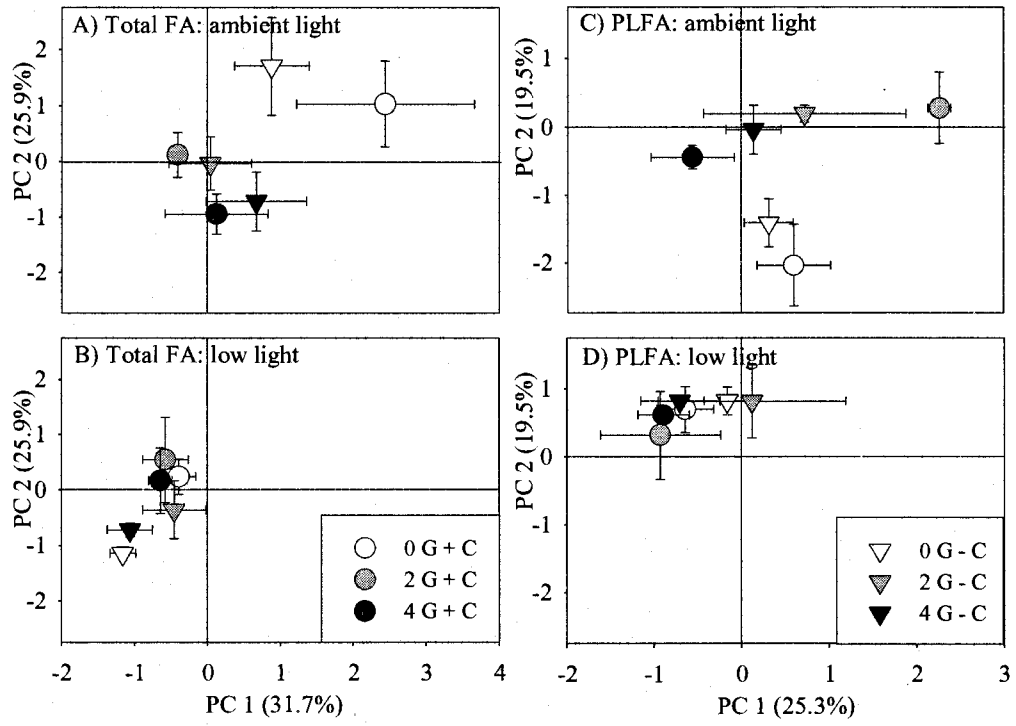 A) Total FA: ambient light
PC 2 (25.9%)
2
1
0
-1
-2
C) PLFA: ambient light
PC 2 (19.5%)
1
0
-1
-2
B) Total FA: low light
PC 2 (25.9%)
2
1
0
-1
-2
0 G + C
2 G + C
4 G + C
-2 -1 0 1 2 3 4
PC 1 (31.7%)
D) PLFA: low light
PC 2 (19.5%)
1
0
-1
-2
0 G - C
2 G - C
4 G - C
-2 -1 0 1 2 3
PC 1 (25.3%)